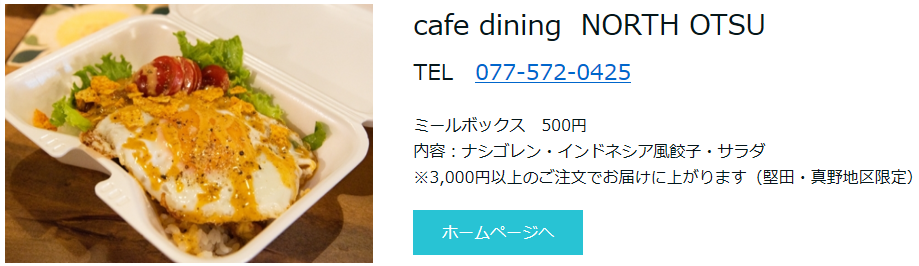 cafe dining  NORTH OTSU
TEL　077-572-0425
ミールボックス　500円
内容：ナシゴレン・インドネシア風餃子・サラダ
※3,000円以上のご注文でお届けに上がります（堅田・真野地区限定）
ホームページへ